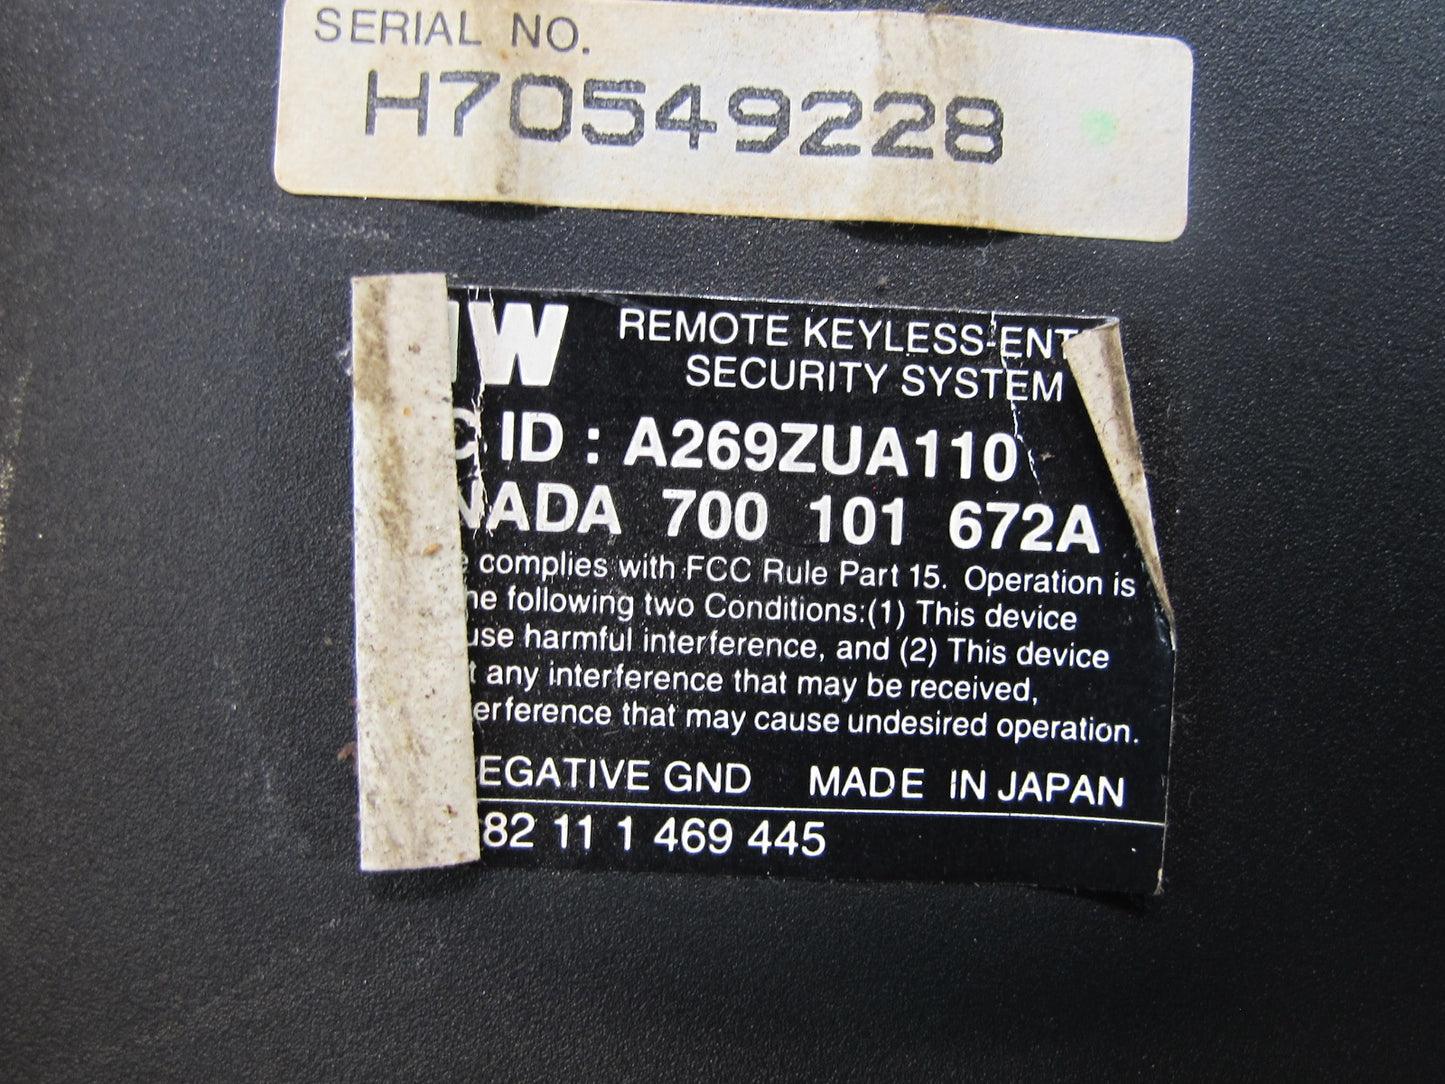 SERIAL NO.
H70549228
W REMOTE KEYLESS-ENT
SECURITY SYSTEM
C ID : A269ZUA110
NADA 700 101 672A
complies with FCC Rule Part 15. Operation is
he following two Conditions:(1) This device
use harmful interference, and (2) This device
t any interference that may be received,
erference that may cause undesired operation.
EGATIVE GND MADE IN JAPAN
82 11 1 469 445